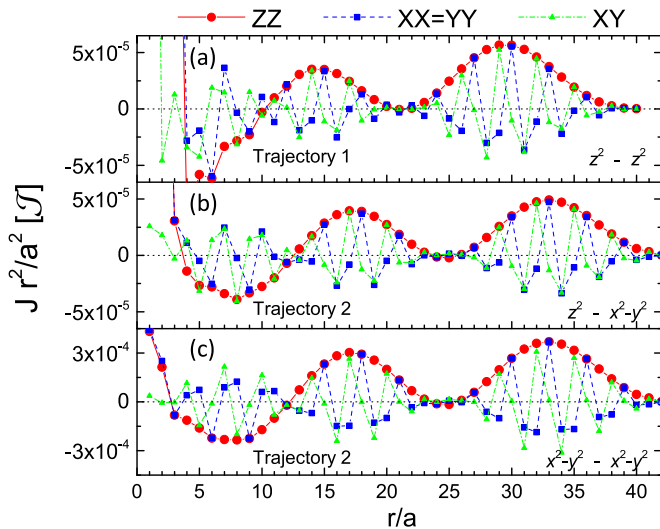 ZZ XX=YY XY
(a)
5x10⁻⁵
0
-5x10⁻⁵
Trajectory 1
z² - z²
(b)
5x10⁻⁵
0
-5x10⁻⁵
Trajectory 2
z² - x²-y²
(c)
3x10⁻⁴
0
-3x10⁻⁴
Trajectory 2
x²-y² - x²-y²
0 5 10 15 20 25 30 35 40
r/a
J r²/a² [𝒥]